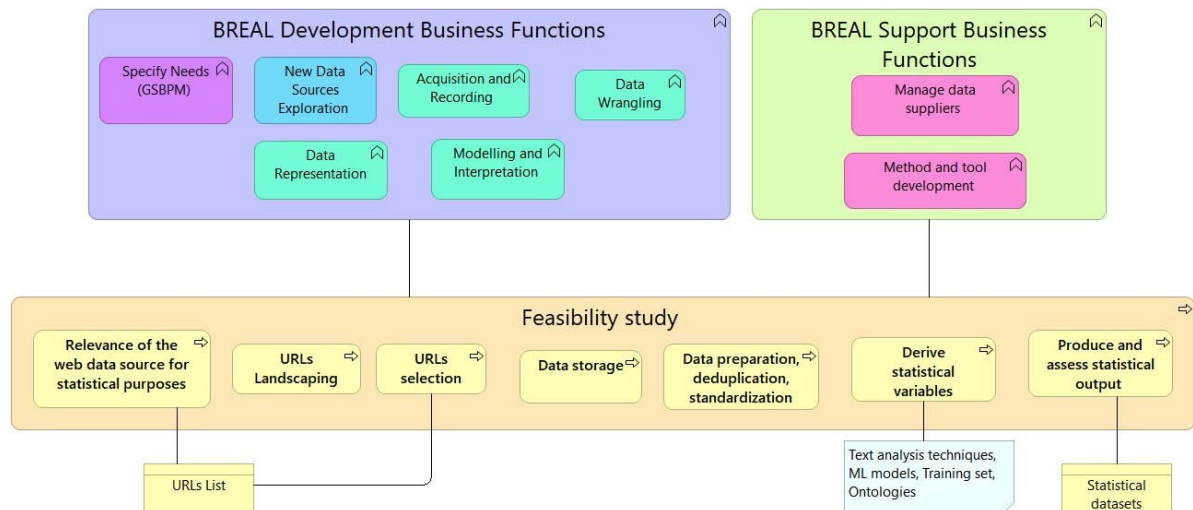 BREAL Development Business Functions
Specify Needs
(GSBPM)
New Data
Sources
Exploration
Acquisition and
Recording
Data
Wrangling
Data
Representation
Modelling and
Interpretation
BREAL Support Business
Functions
Manage data
suppliers
Method and tool
development
Feasibility study
Relevance of the
web data source for
statistical purposes
URLs
Landscaping
URLs
selection
Data storage
Data preparation,
deduplication,
standardization
Derive
statistical
variables
Produce and
assess statistical
output
URLs List
Text analysis techniques,
ML models, Training set,
Ontologies
Statistical
datasets